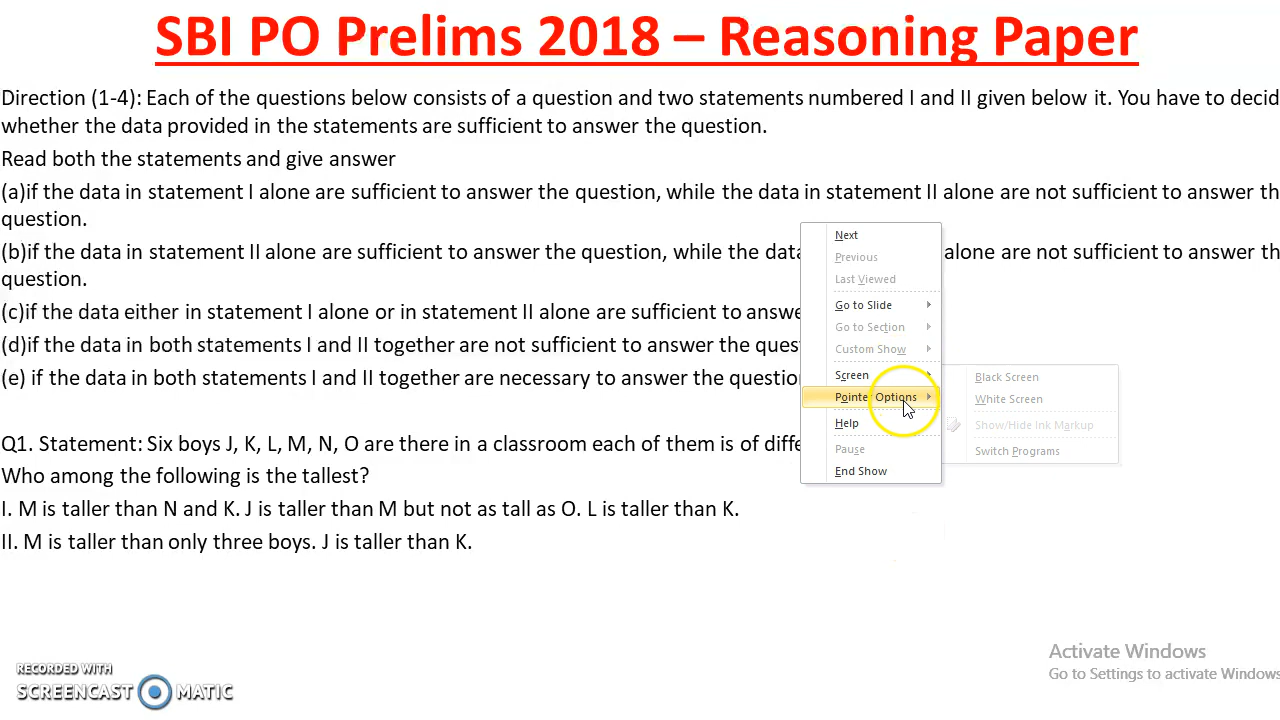 SBI PO Prelims 2018 – Reasoning Paper
Direction (1-4): Each of the questions below consists of a question and two statements numbered I and II given below it. You have to decid
whether the data provided in the statements are sufficient to answer the question.
Read both the statements and give answer
(a)if the data in statement I alone are sufficient to answer the question, while the data in statement II alone are not sufficient to answer th
question.
(b)if the data in statement II alone are sufficient to answer the question, while the data alone are not sufficient to answer th
question.
(c)if the data either in statement I alone or in statement II alone are sufficient to answe
(d)if the data in both statements I and II together are not sufficient to answer the ques
(e) if the data in both statements I and II together are necessary to answer the question
Q1. Statement: Six boys J, K, L, M, N, O are there in a classroom each of them is of diffe
Who among the following is the tallest?
I. M is taller than N and K. J is taller than M but not as tall as O. L is taller than K.
II. M is taller than only three boys. J is taller than K.
Next
Previous
Last Viewed
Go to Slide
Go to Section
Custom Show
Screen
Pointer Options
Help
Pause
End Show
Black Screen
White Screen
Show/Hide Ink Markup
Switch Programs
Activate Windows
Go to Settings to activate Windows
RECORDED WITH
SCREENCAST MATIC